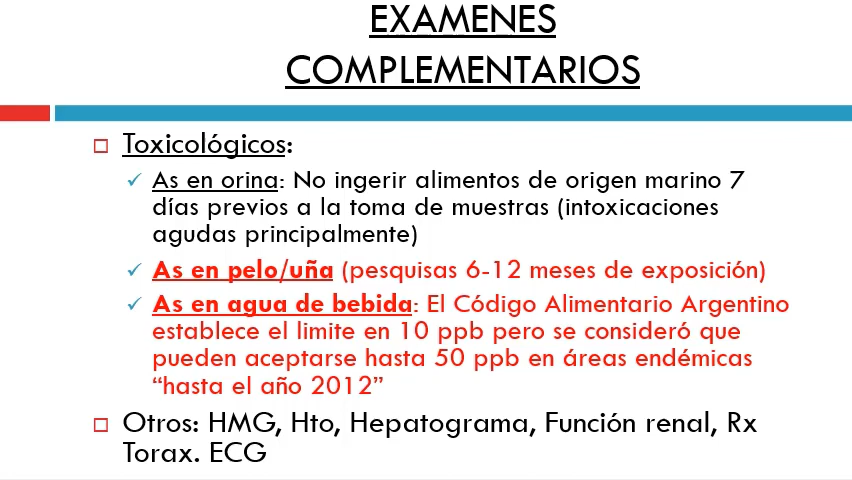 EXAMENES
COMPLEMENTARIOS
Toxicológicos:
As en orina: No ingerir alimentos de origen marino 7
días previos a la toma de muestras (intoxicaciones
agudas principalmente)
As en pelo/uña (pesquisas 6-12 meses de exposición)
As en agua de bebida: El Código Alimentario Argentino
establece el limite en 10 ppb pero se consideró que
pueden aceptarse hasta 50 ppb en áreas endémicas
“hasta el año 2012”
Otros: HMG, Hto, Hepatograma, Función renal, Rx
Torax. ECG